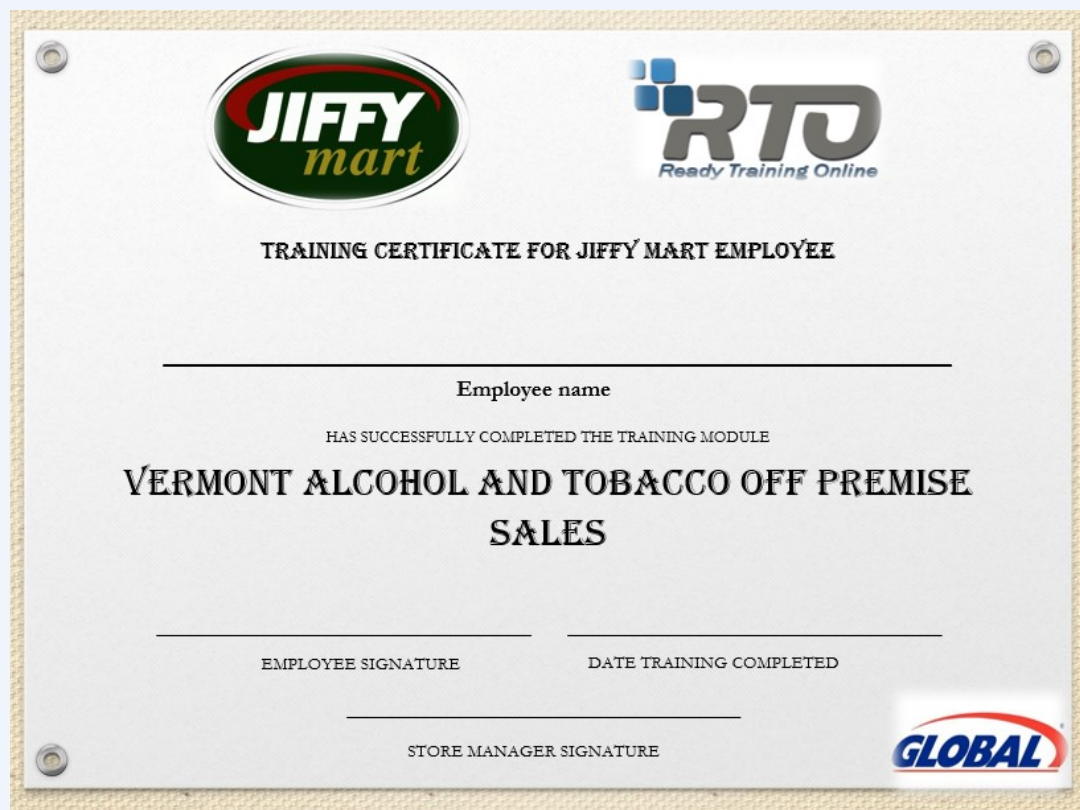 JIFFY
mart
RTO
Ready Training Online
TRAINING CERTIFICATE FOR JIFFY MART EMPLOYEE
Employee name
HAS SUCCESSFULLY COMPLETED THE TRAINING MODULE
VERMONT ALCOHOL AND TOBACCO OFF PREMISE
SALES
EMPLOYEE SIGNATURE
DATE TRAINING COMPLETED
STORE MANAGER SIGNATURE
GLOBAL